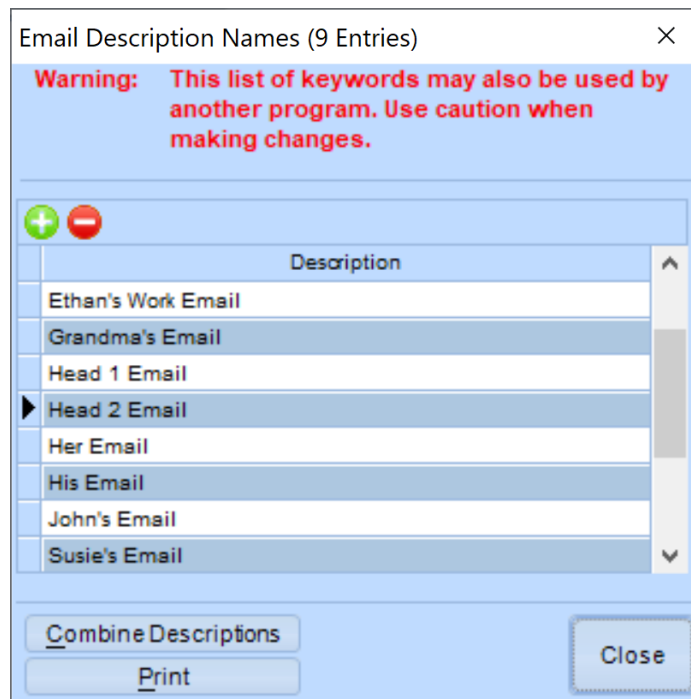 Email Description Names (9 Entries)
Warning: This list of keywords may also be used by
another program. Use caution when
making changes.
Description
Ethan's Work Email
Grandma's Email
Head 1 Email
Head 2 Email
Her Email
His Email
John's Email
Susie's Email
Combine Descriptions
Print
Close